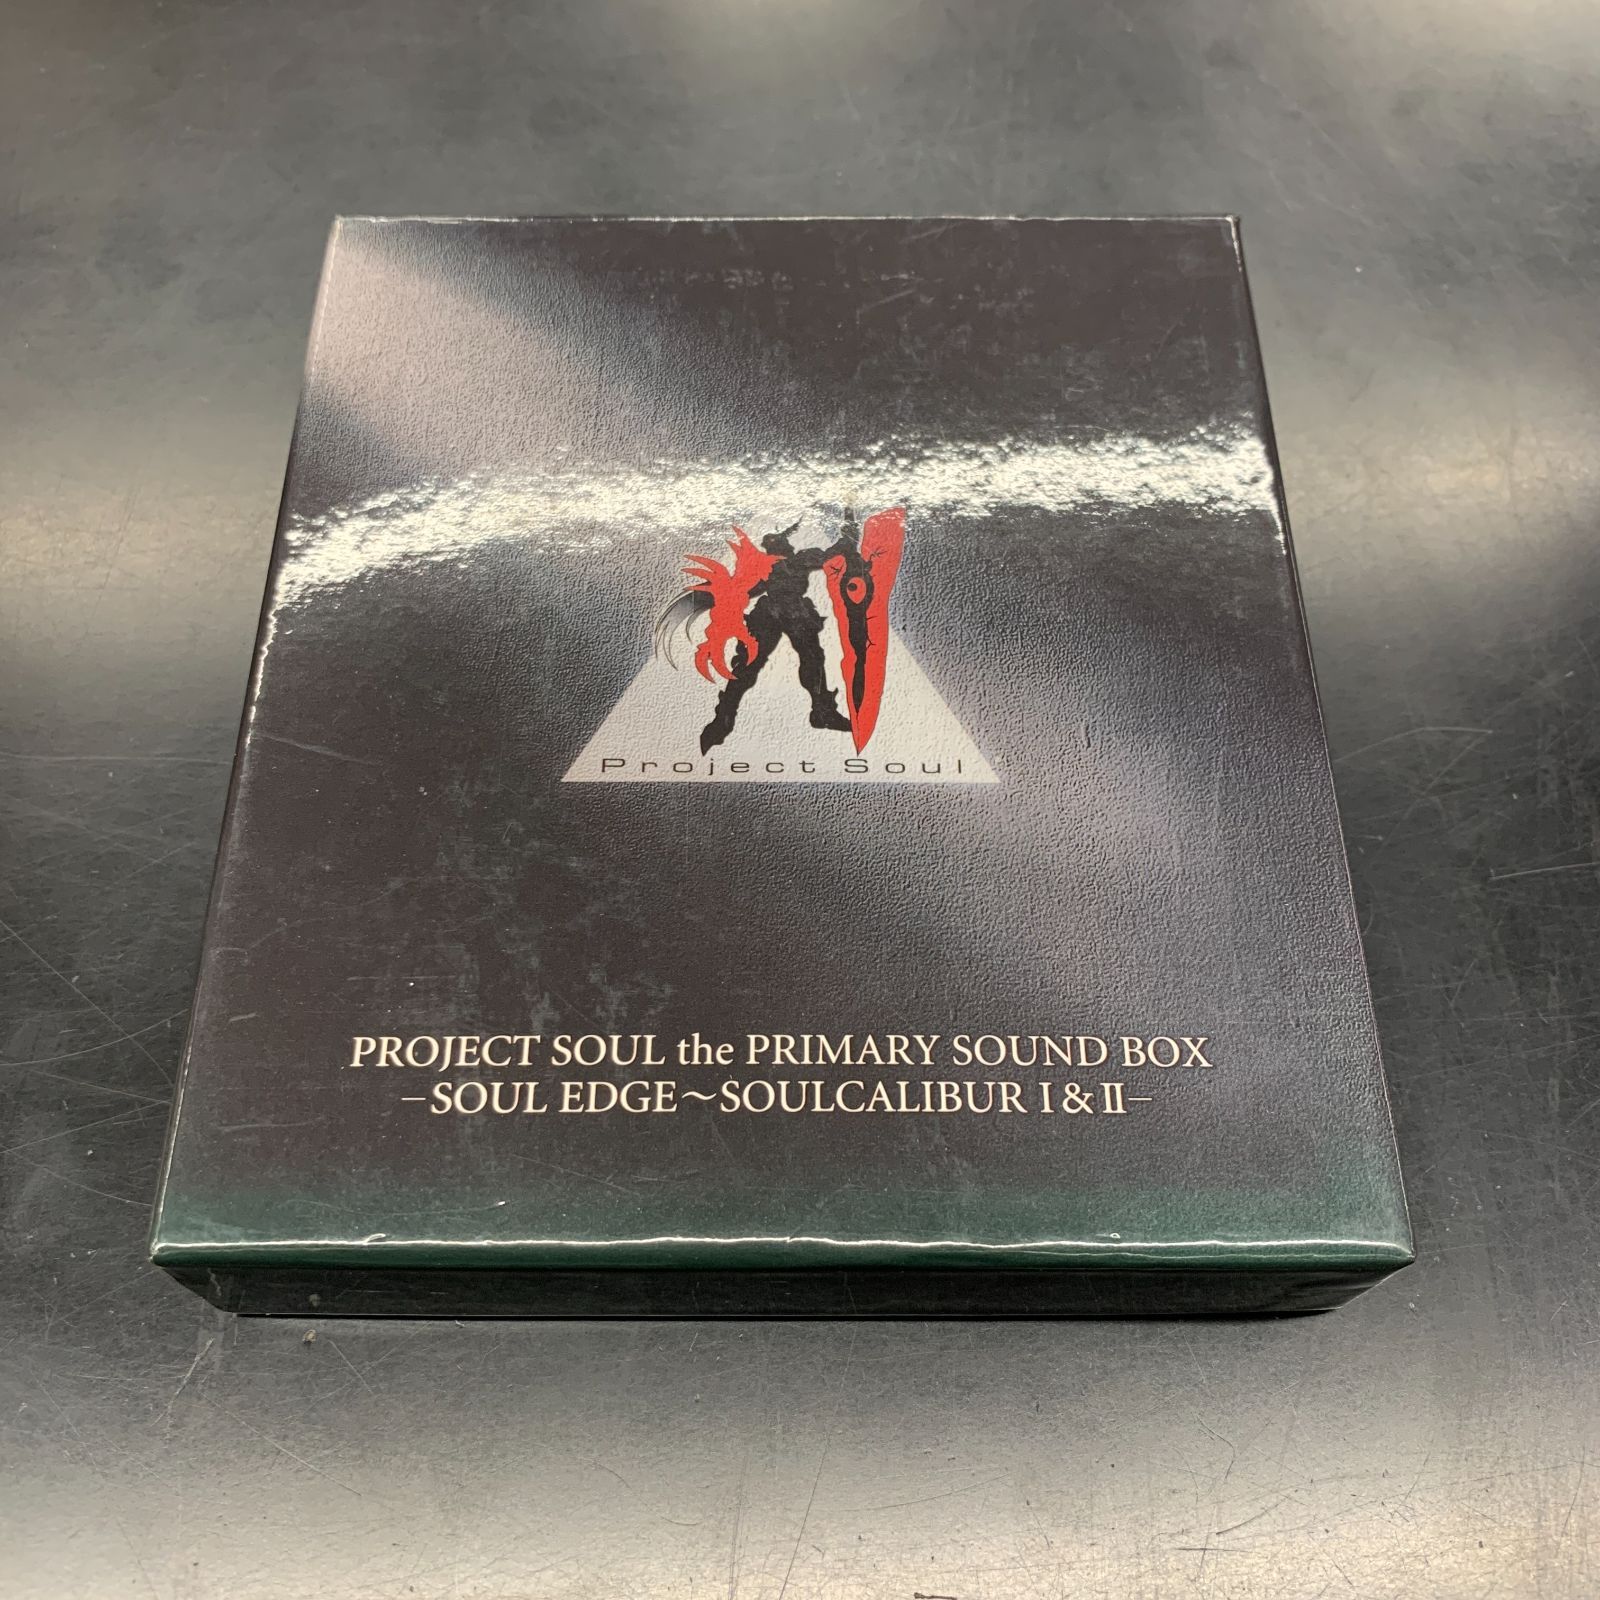 Project Soul
PROJECT SOUL the PRIMARY SOUND BOX
–SOUL EDGE～SOULCALIBUR I & II–